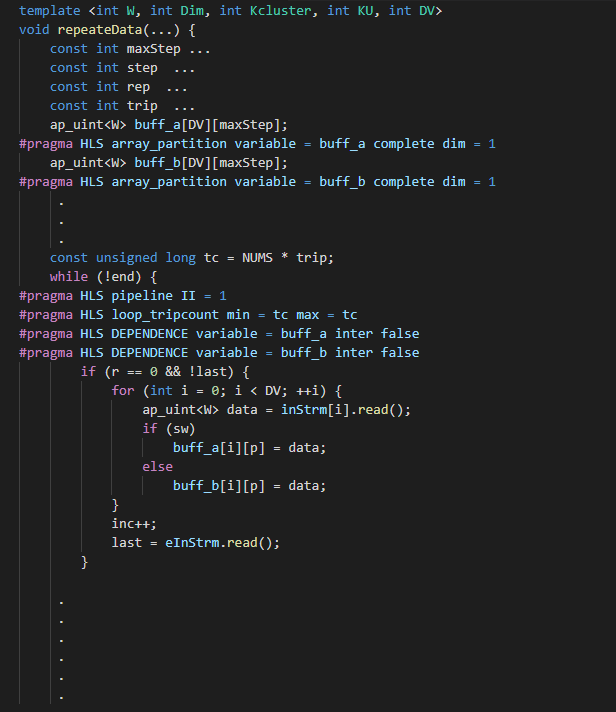 template <int W, int Dim, int Kcluster, int KU, int DV>
void repeateData(...) {
    const int maxStep ...
    const int step  ...
    const int rep  ...
    const int trip  ...
    ap_uint<W> buff_a[DV][maxStep];
#pragma HLS array_partition variable = buff_a complete dim = 1
    ap_uint<W> buff_b[DV][maxStep];
#pragma HLS array_partition variable = buff_b complete dim = 1
     .
     .
     .
    const unsigned long tc = NUMS * trip;
    while (!end) {
#pragma HLS pipeline II = 1
#pragma HLS loop_tripcount min = tc max = tc
#pragma HLS DEPENDENCE variable = buff_a inter false
#pragma HLS DEPENDENCE variable = buff_b inter false
        if (r == 0 && !last) {
            for (int i = 0; i < DV; ++i) {
                ap_uint<W> data = inStrm[i].read();
                if (sw)
                    buff_a[i][p] = data;
                else
                    buff_b[i][p] = data;
            }
            inc++;
            last = eInStrm.read();
        }
     .
     .
     .
     .
     .
     .